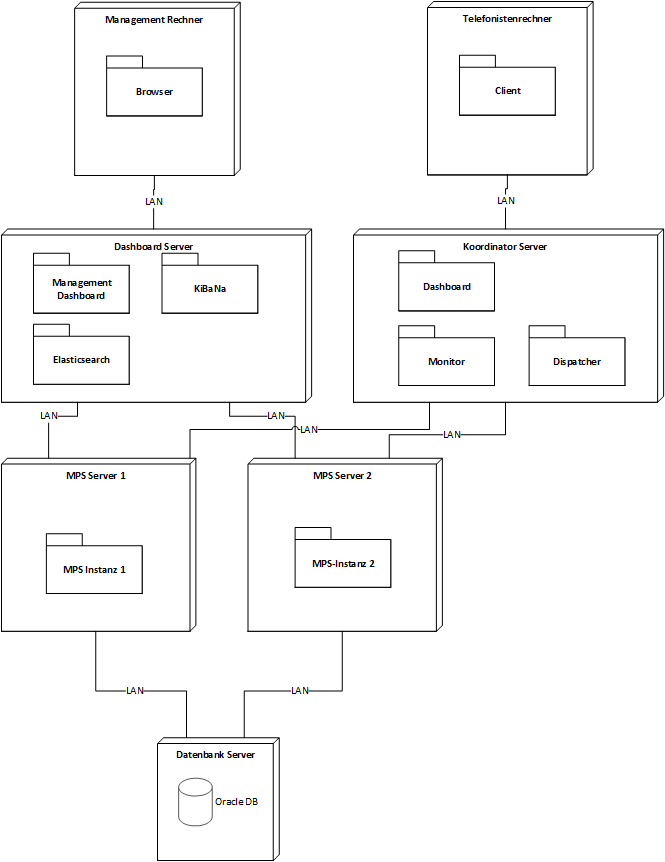 Management Rechner
Browser
Telefonistenrechner
Client
LAN
LAN
Dashboard Server
Management
Dashboard
KiBaNa
Elasticsearch
Koordinator Server
Dashboard
Monitor
Dispatcher
LAN
LAN
LAN
LAN
MPS Server 1
MPS Instanz 1
MPS Server 2
MPS-Instanz 2
LAN
LAN
Datenbank Server
Oracle DB